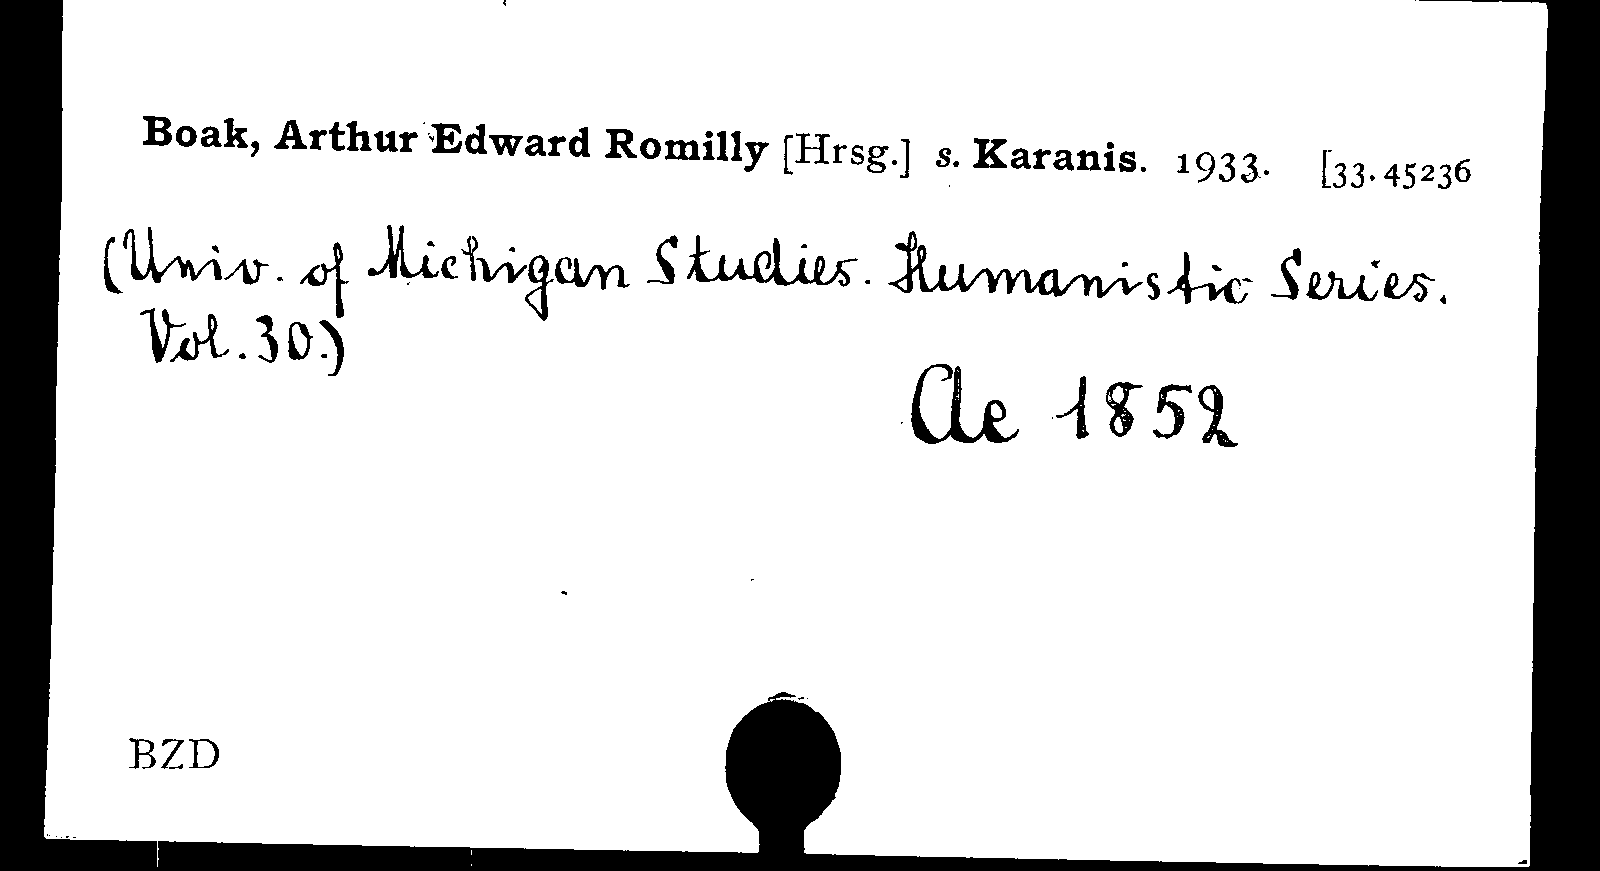 Boak, Arthur Edward Romilly [Hrsg.] s. Karanis. 1933. [33.45236
(Univ. of Michigan Studies. Humanistic Series.
Vol. 30.)
Ae 1852
BZD